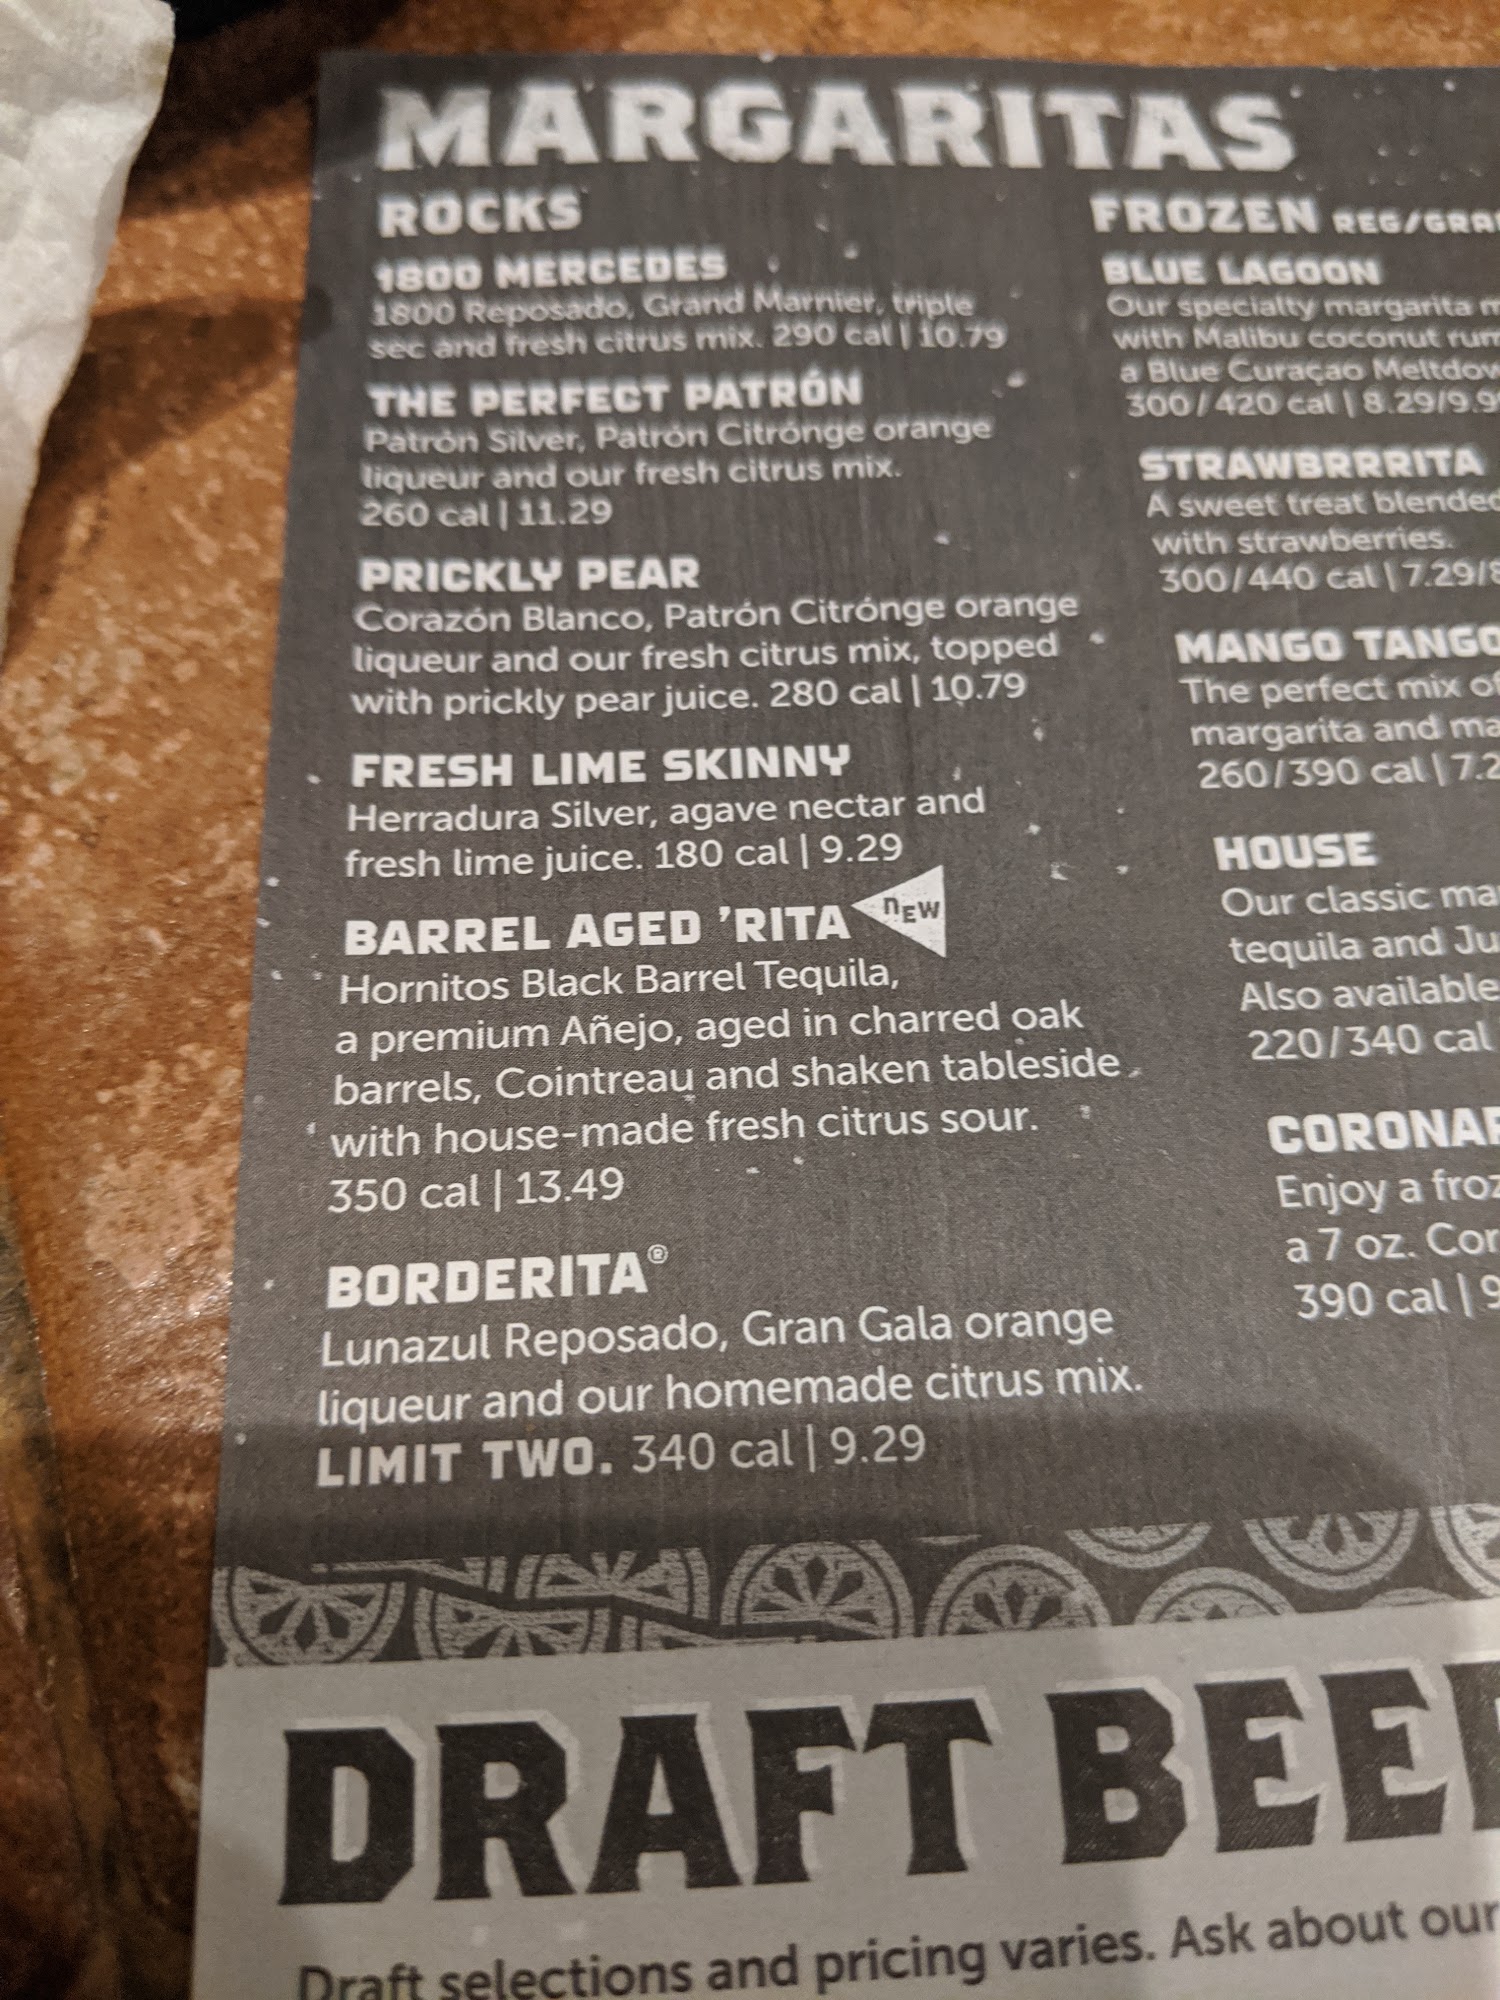 MARGARITAS
ROCKS
1800 MERCEDES
1800 Reposado, Grand Marnier, triple
sec and fresh citrus mix. 290 cal | 10.79
THE PERFECT PATRÓN
Patrón Silver, Patrón Citrónge orange
liqueur and our fresh citrus mix.
260 cal | 11.29
PRICKLY PEAR
Corazón Blanco, Patrón Citrónge orange
liqueur and our fresh citrus mix, topped
with prickly pear juice. 280 cal | 10.79
FRESH LIME SKINNY
Herradura Silver, agave nectar and
fresh lime juice. 180 cal | 9.29
BARREL AGED 'RITA NEW
Hornitos Black Barrel Tequila,
a premium Añejo, aged in charred oak
barrels, Cointreau and shaken tableside
with house-made fresh citrus sour.
350 cal | 13.49
BORDERITA®
Lunazul Reposado, Gran Gala orange
liqueur and our homemade citrus mix.
LIMIT TWO. 340 cal | 9.29
FROZEN REG/
BLUE LAGOON
Our specialty margarita
with Malibu coconut rum
a Blue Curaçao
300/420 cal | 8.29/
STRAWBRRRITA
A sweet treat blended
with strawberries.
300/440 cal | 7.29/
MANGO TANGO
The perfect mix of
margarita and
260/390 cal |
HOUSE
Our classic
tequila and
Also available
220/340 cal
Enjoy a
a 7 oz.
390 cal |
DRAFT
Draft selections and pricing varies. Ask about our